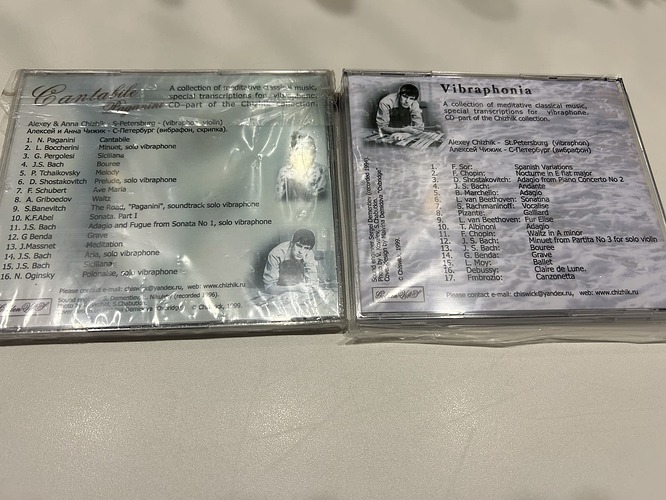 Cantabile
Paganini
A collection of meditative classical music,
special transcriptions for vibraphone.
CD-part of the Chizhik collection.
Alexey & Anna Chizhik - S-Petersburg - (vibraphone, violin)
Алексей и Анна Чижик - С-Петербург (вибрафон, скрипка).
1. N. Paganini Cantabile
2. L. Boccherini Minuet, solo vibraphone
3. G. Pergolesi Siciliana
4. J.S. Bach Bouree
5. P. Tchaikovsky Melody
6. D. Shostakovitch Prelude, solo vibraphone
7. F. Schubert Ave Maria
8. A. Griboedov Waltz
9. S.Banevitch The Road, "Paganini", soundtrack solo vibraphone
10. K.F.Abel Sonata. Part I
11. J.S. Bach Adagio and Fugue from Sonata No 1, solo vibraphone
12. G Benda Grave
13. J.Massnet Meditation
14. J.S. Bach Aria, solo vibraphone
15. J.S. Bach Siciliana
16. N. Oginsky Polonaise, solo vibraphone
Please contact e-mail: chiswick@yandex.ru, web: www.chizhik.ru
(recorded 1996).
© Chiswick, 1999.
Vibraphonia
A collection of meditative classical music,
special transcriptions for vibraphone.
CD-part of the Chizhik collection.
Alexey Chizhik - St.Petersburg (vibraphon)
Алексей Чижик - С-Петербург (вибрафон)
1. F. Sor: Spanish Variations
2. F. Chopin: Nocturne in E flat major
3. D. Shostakovich: Adagio from Piano Concerto No 2
4. J. S. Bach: Andante
5. B. Marchello: Adagio
6. L. van Beethoven: Sonatina
7. S. Rachmaninoff: Vocalise
8. Pizante: Galliard
9. L. van Beethoven: Fur Elise
10. T. Albinoni Adagio
11. F. Chopin: Waltz in A minor
12. J. S. Bach: Minuet from Partita No 3 for solo violin
13. J.S. Bach: Bouree
14. G. Benda: Grave
15. L. Moy: Ballet
16. Debussy: Claire de Lune.
17. Fmbrozio: Canzonetta
Please contact e-mail: chiswick@yandex.ru, web: www.chizhik.ru
© Chiswick, 1999.